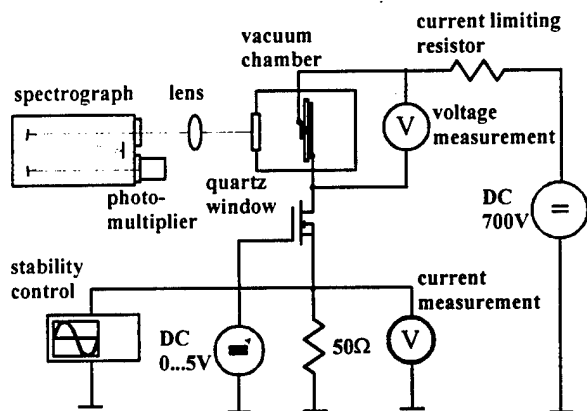 current limiting
resistor
vacuum
chamber
spectrograph
lens
V
voltage
measurement
photo-
multiplier
quartz
window
DC
700V
=
stability
control
current
measurement
DC
0...5V
50Ω
V